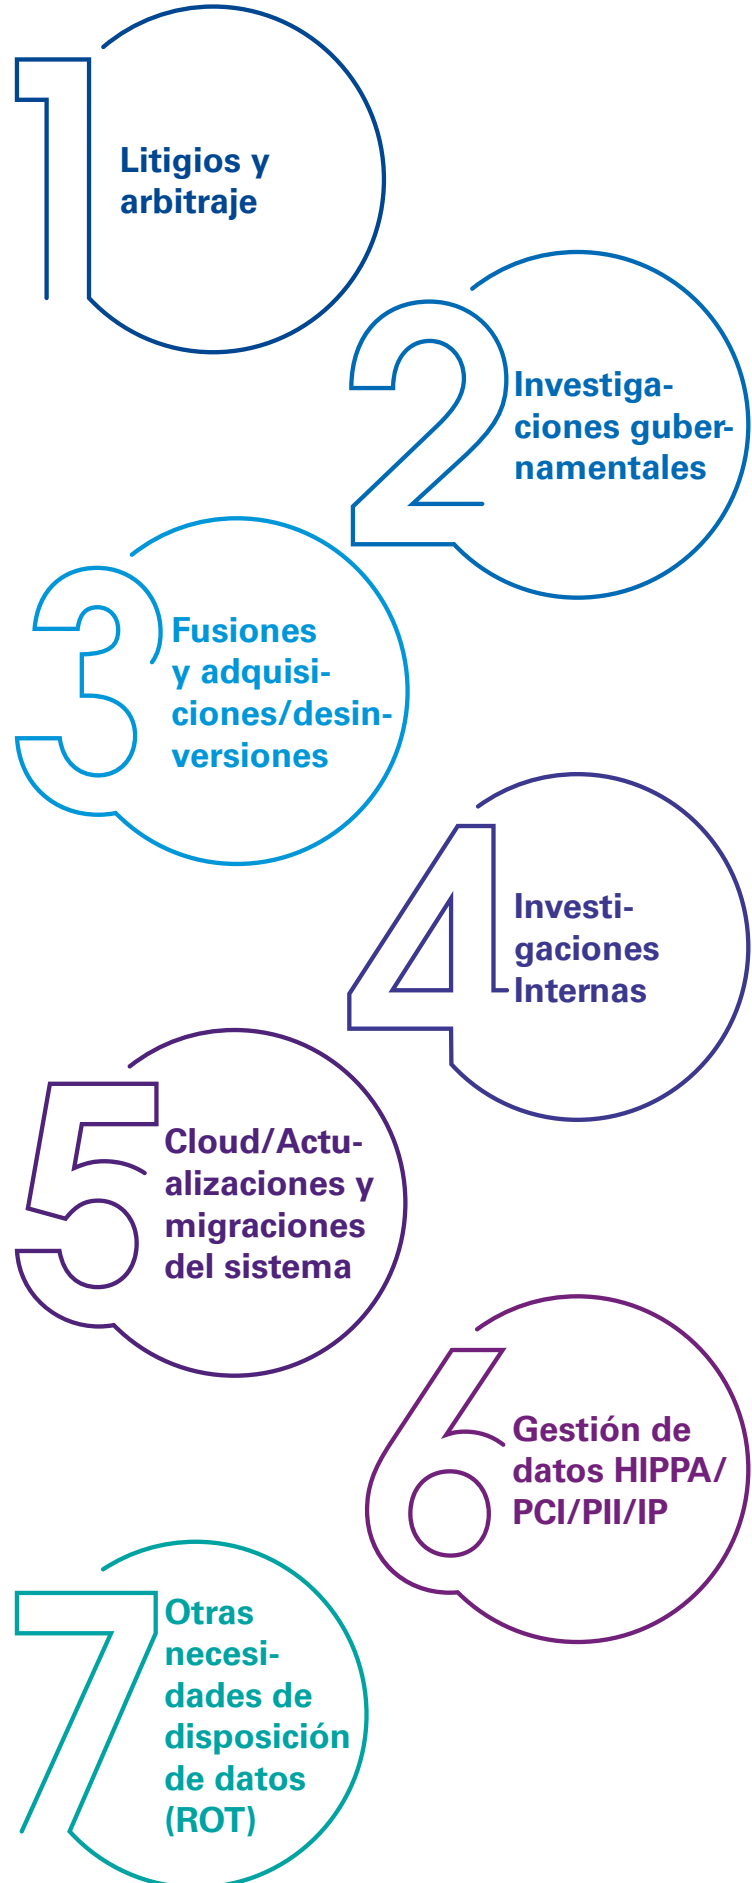 1
Litigios y
arbitraje
2
Investiga-
ciones guber-
namentales
3
Fusiones
y adquisi-
ciones/desin-
versiones
4
Investi-
gaciones
Internas
5
Cloud/Actu-
alizaciones y
migraciones
del sistema
6
Gestión de
datos HIPPA/
PCI/PII/IP
7
Otras
necesi-
dades de
disposición
de datos
(ROT)